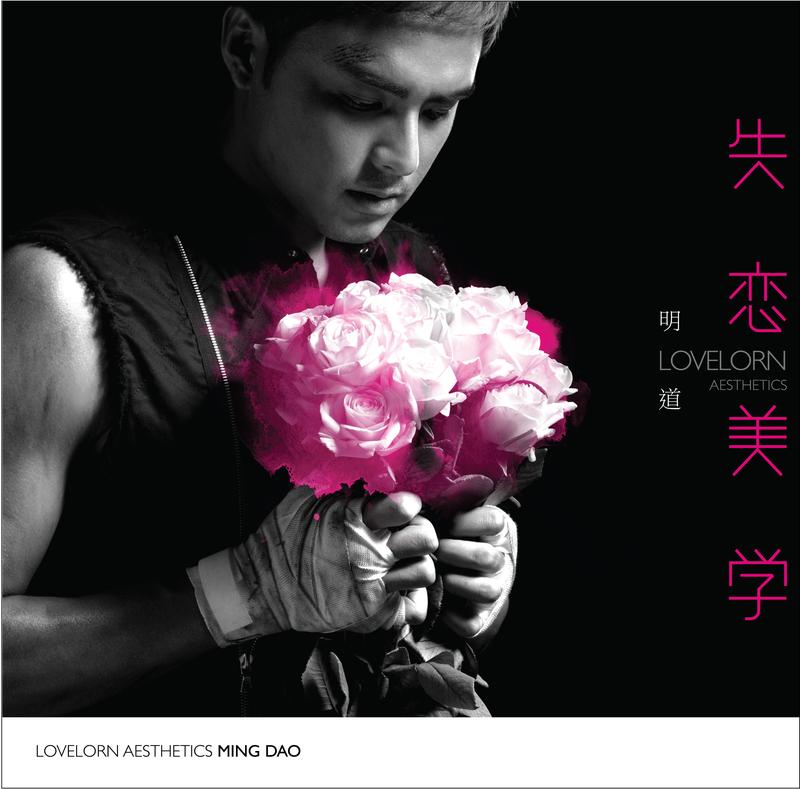 失恋美学
明道
LOVELORN
AESTHETICS
LOVELORN AESTHETICS MING DAO